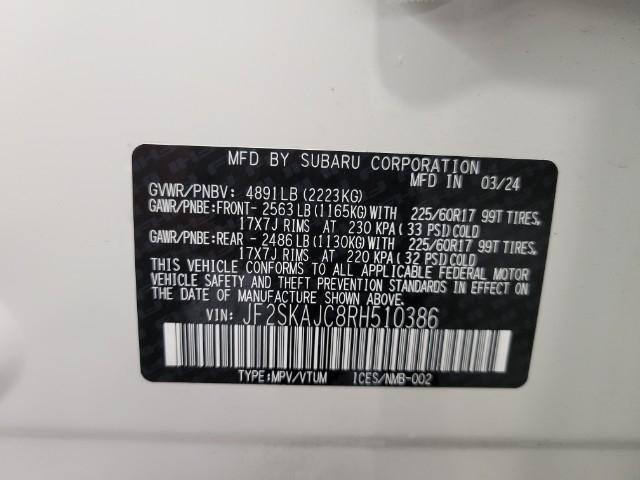 MFD BY SUBARU CORPORATION
MFD IN 03/24
GVWR/PNBV: 4891LB (2223KG)
GAWR/PNBE:FRONT- 2563LB(1165KG)WITH 225/60R17 99T TIRES,
17X7J RIMS AT 230 KPA(33 PSI)COLD
GAWR/PNBE:REAR - 2486LB(1130KG)WITH 225/60R17 99T TIRES,
17X7J RIMS AT 220 KPA(32 PSI)COLD
THIS VEHICLE CONFORMS TO ALL APPLICABLE FEDERAL MOTOR
VEHICLE SAFETY AND THEFT PREVENTION STANDARDS IN EFFECT
ON THE DATE OF MANUFACTURE SHOWN ABOVE.
VIN: JF2SKAJC8RH510386
TYPE:MPV/VTUM ICES/NMB-002